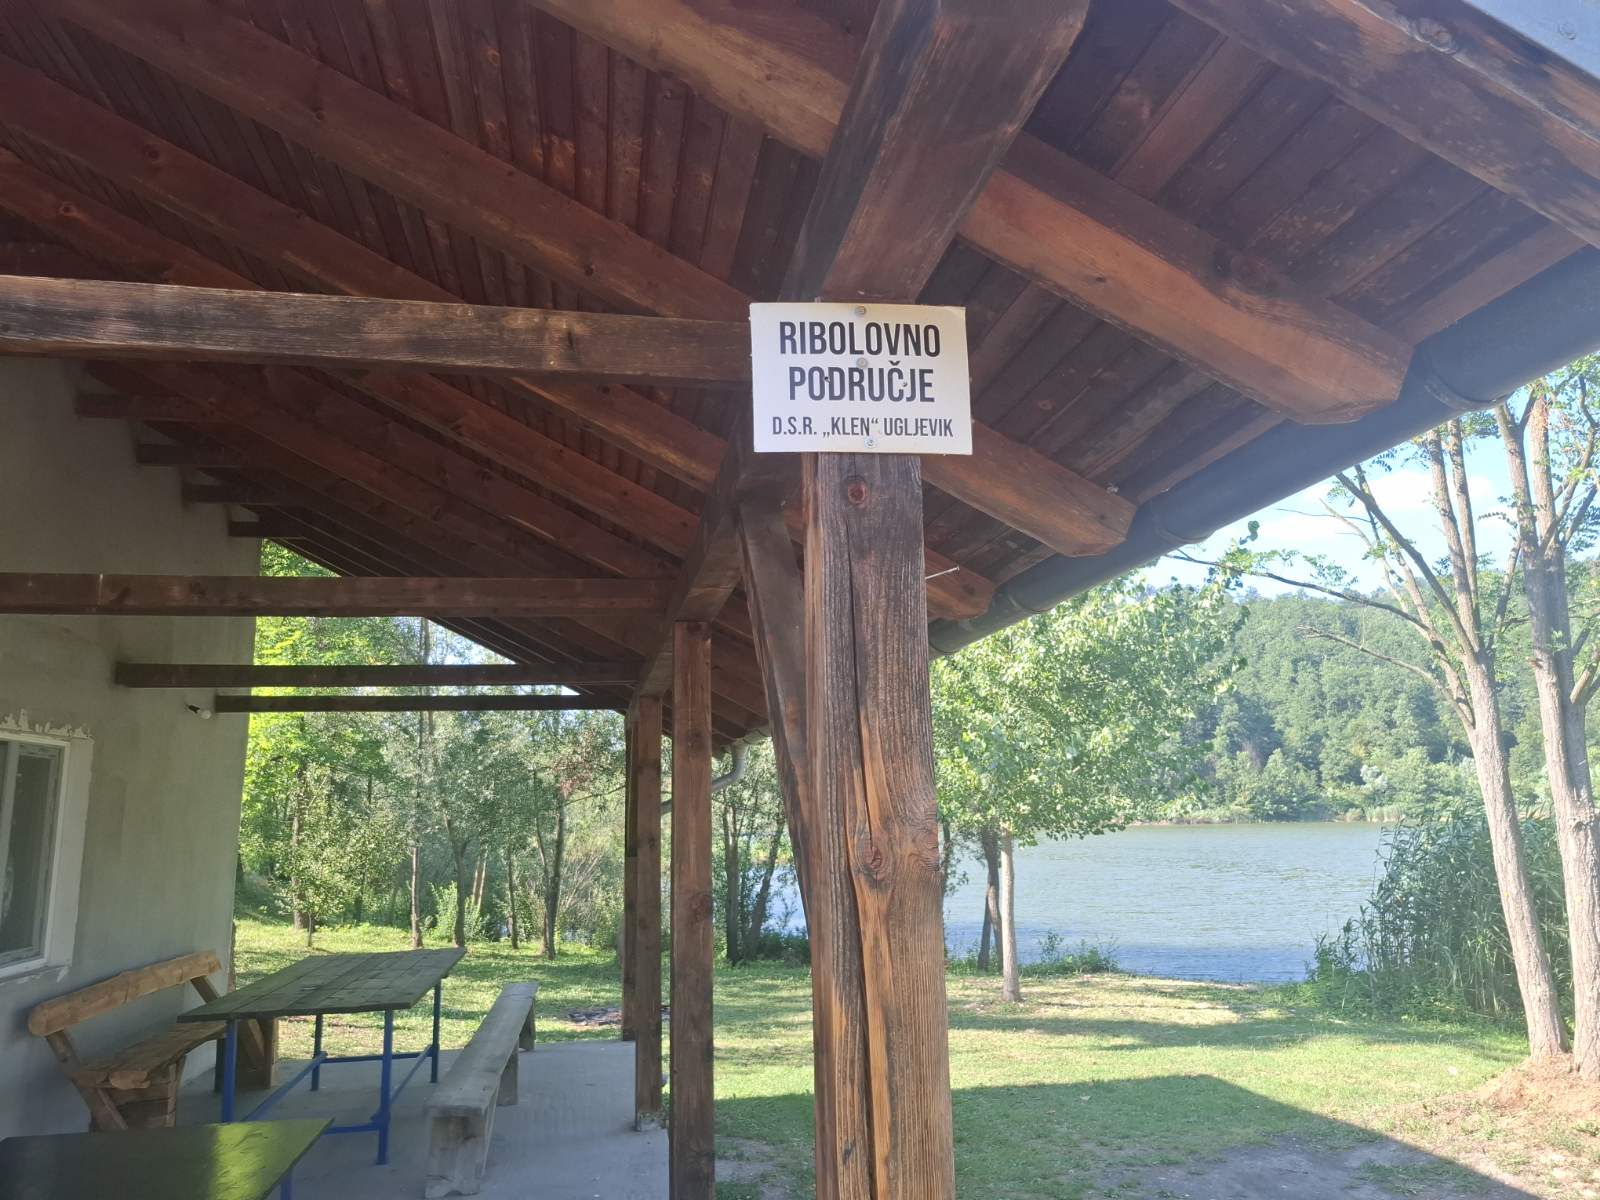 RIBOLOVNO
PODRUČJE
D.S.R. „KLEN“ UGLJEVIK